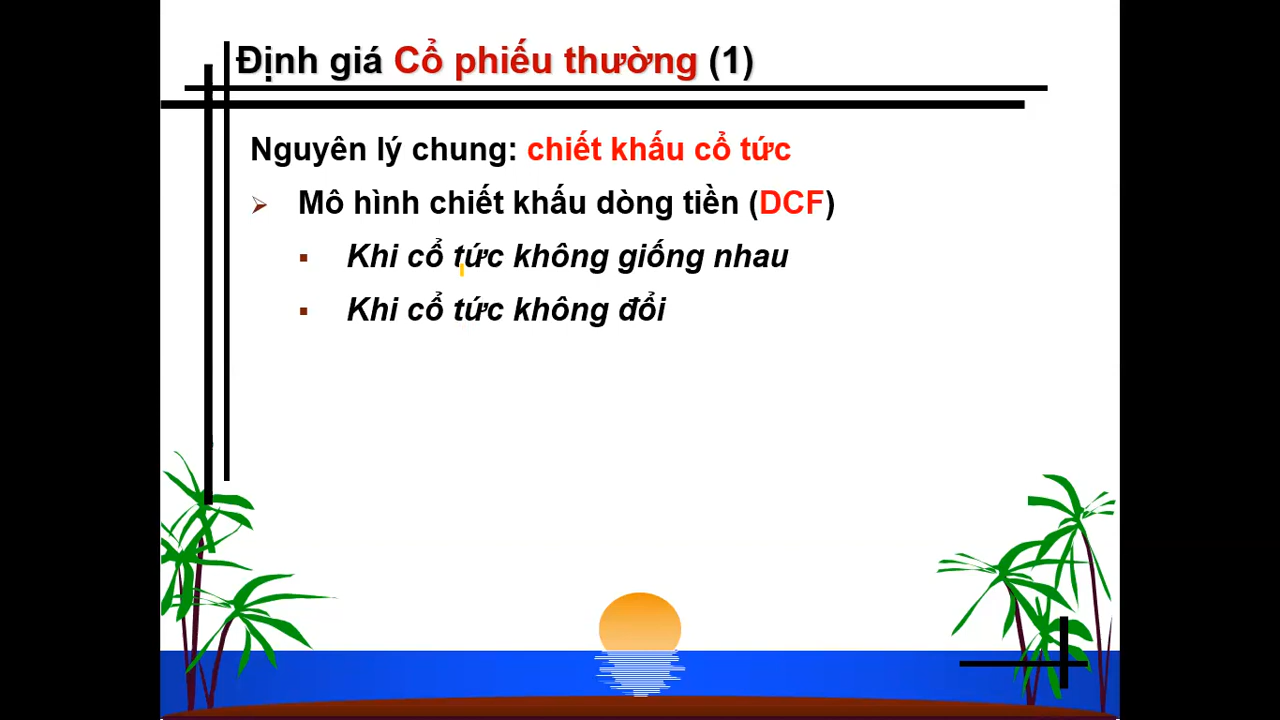 Định giá Cổ phiếu thường (1)
Nguyên lý chung: chiết khấu cổ tức
Mô hình chiết khấu dòng tiền (DCF)
Khi cổ tức không giống nhau
Khi cổ tức không đổi